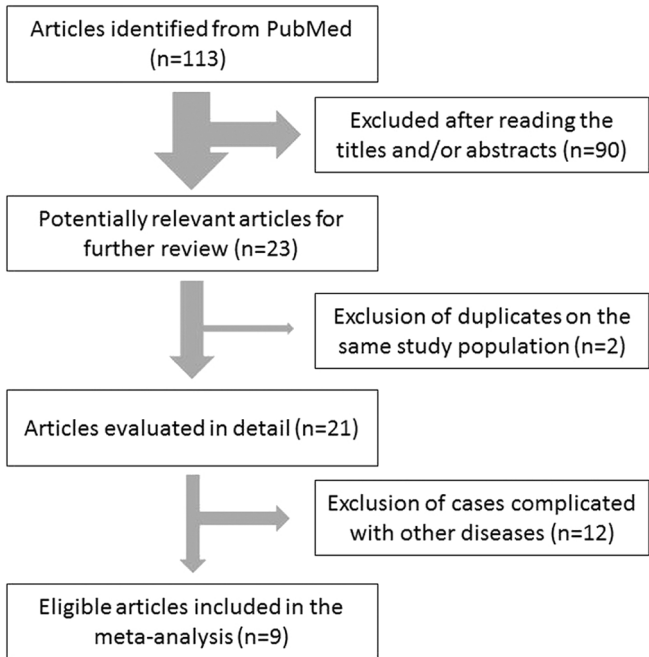 Articles identified from PubMed
(n=113)
Excluded after reading the
titles and/or abstracts (n=90)
Potentially relevant articles for
further review (n=23)
Exclusion of duplicates on the
same study population (n=2)
Articles evaluated in detail (n=21)
Exclusion of cases complicated
with other diseases (n=12)
Eligible articles included in the
meta-analysis (n=9)